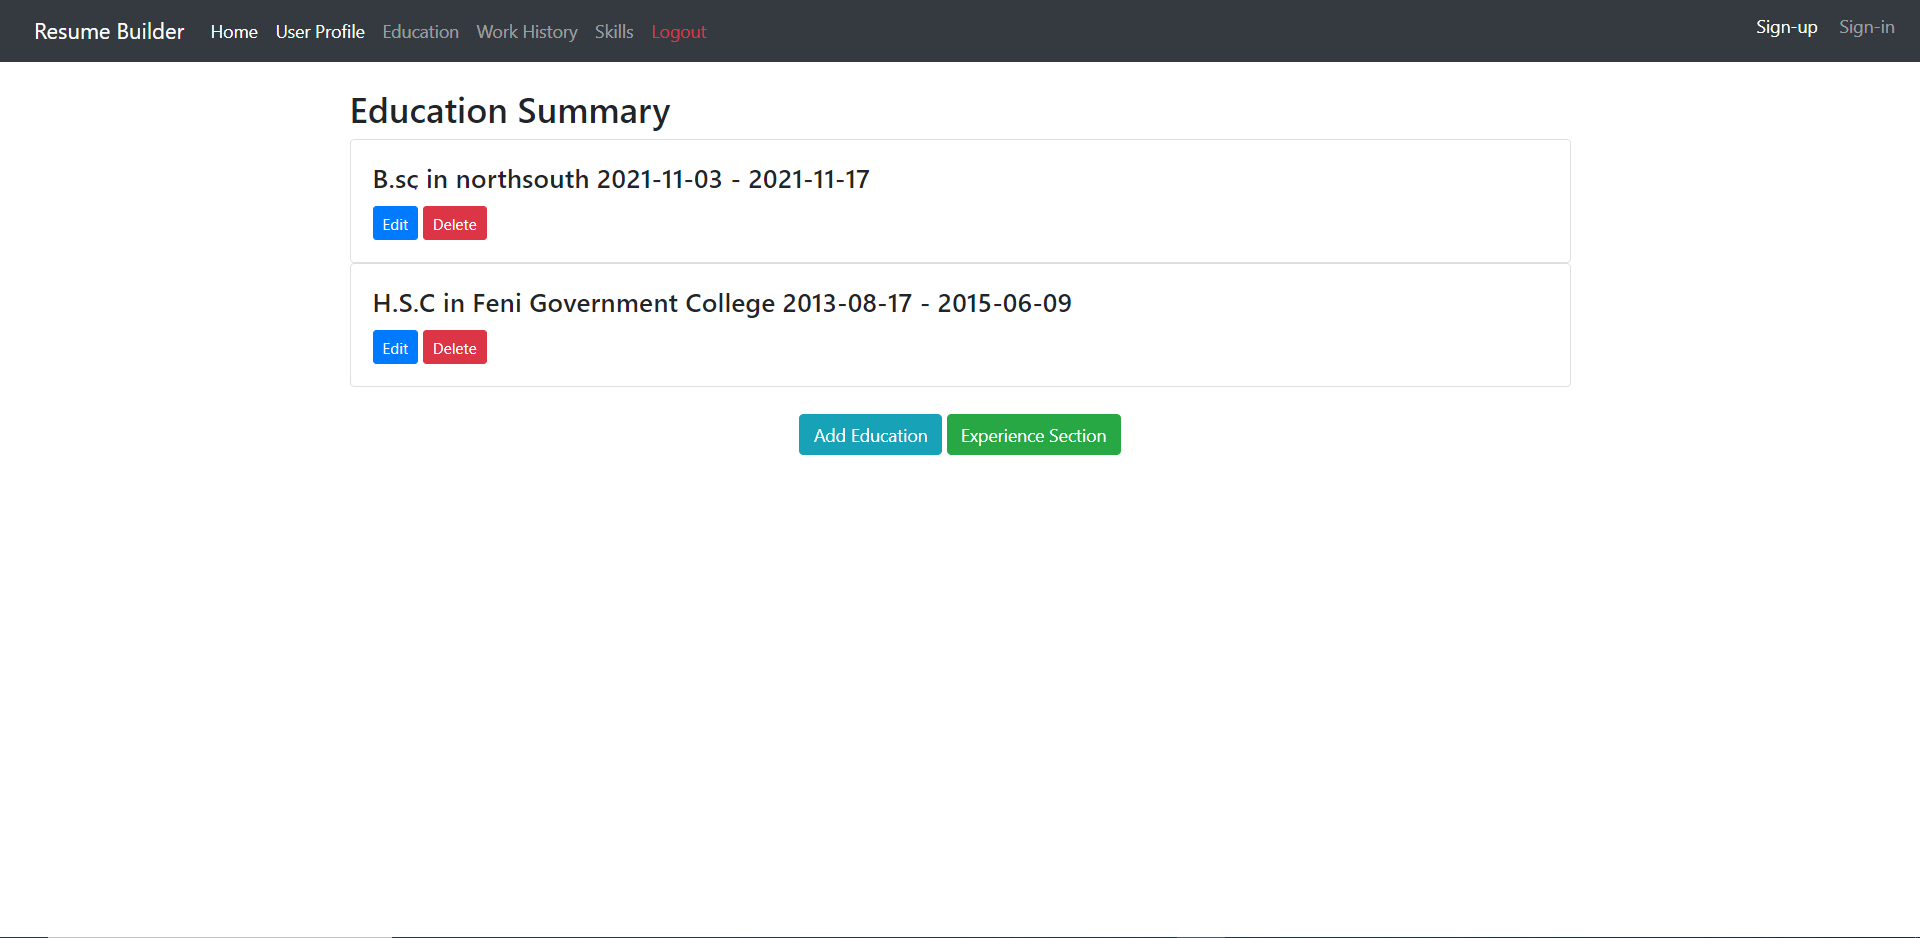 Resume Builder Home User Profile Education Work History Skills Logout Sign-up Sign-in
Education Summary
B.sc in northsouth 2021-11-03 - 2021-11-17
Edit Delete
H.S.C in Feni Government College 2013-08-17 - 2015-06-09
Edit Delete
Add Education Experience Section